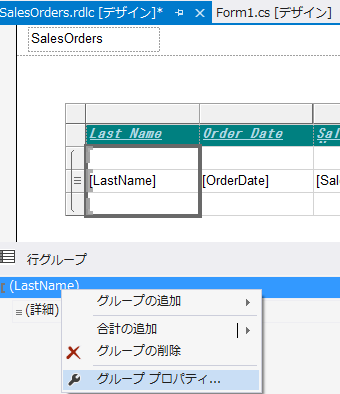 SalesOrders.rdlc [デザイン]* Form1.cs [デザイン]
SalesOrders
Last Name Order Date
[LastName] [OrderDate] [Sal
行グループ
(LastName)
(詳細)
グループの追加
合計の追加
グループの削除
グループ プロパティ...